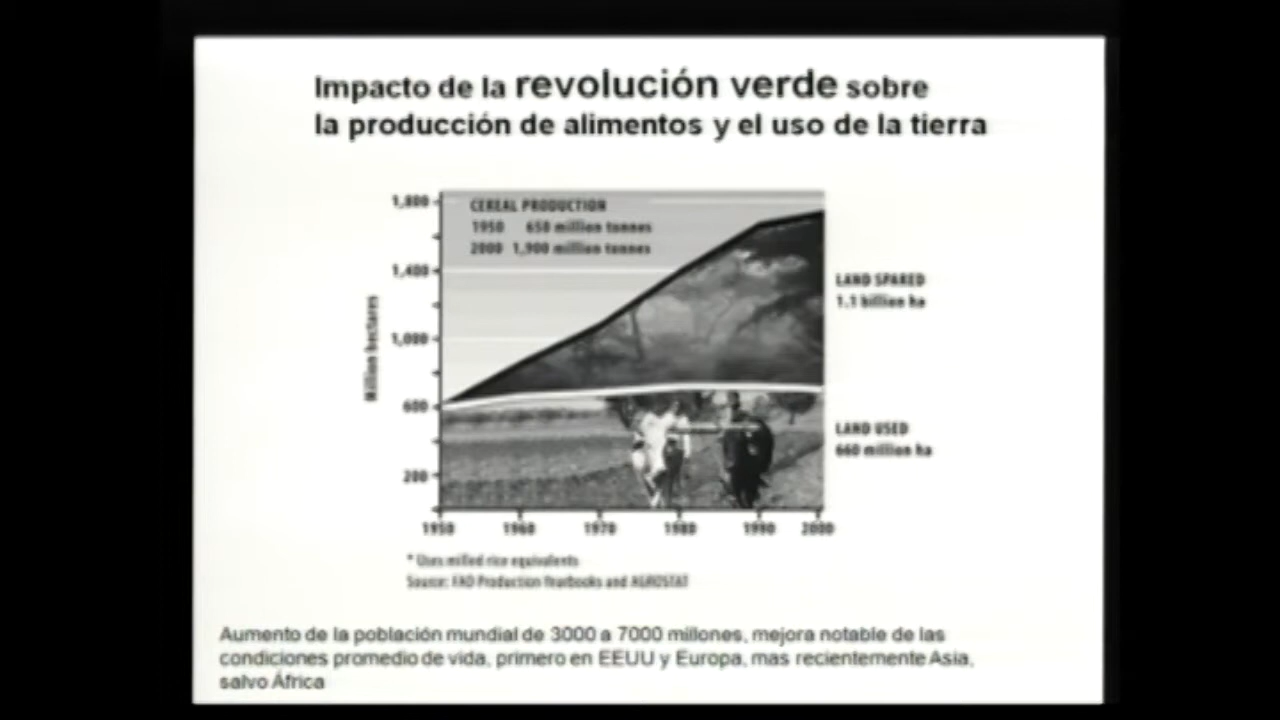 Impacto de la revolución verde sobre
la producción de alimentos y el uso de la tierra
1,800
1,400
1,000
600
200
Million hectares
CEREAL PRODUCTION
1950 650 million tonnes
2000 1,900 million tonnes
LAND SPARED
1.1 billion ha
LAND USED
660 million ha
1950 1960 1970 1980 1990 2000
* Uses milled rice equivalents
Source: FAO Production Yearbooks and AGROSTAT
Aumento de la población mundial de 3000 a 7000 millones, mejora notable de las
condiciones promedio de vida, primero en EEUU y Europa, mas recientemente Asia,
salvo África